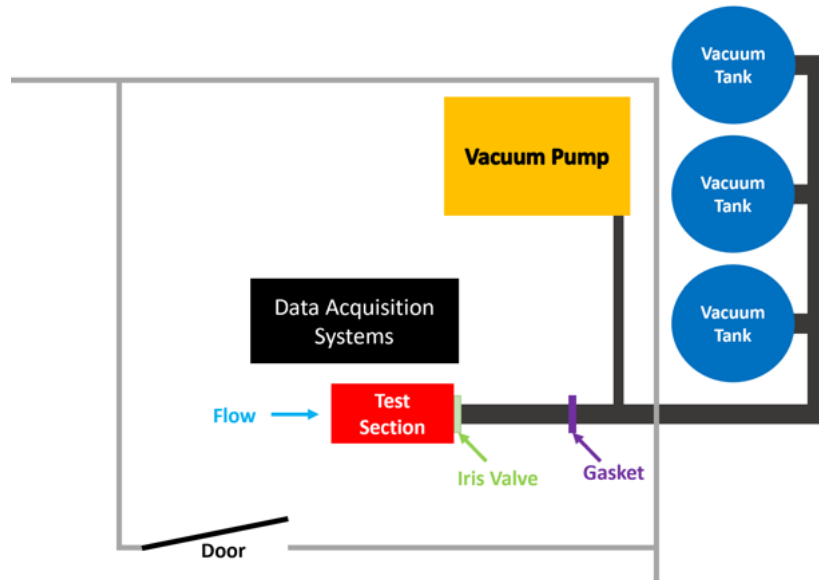 Vacuum
Tank
Vacuum Pump
Vacuum
Tank
Data Acquisition
Systems
Vacuum
Tank
Flow
Test
Section
Iris Valve
Gasket
Door